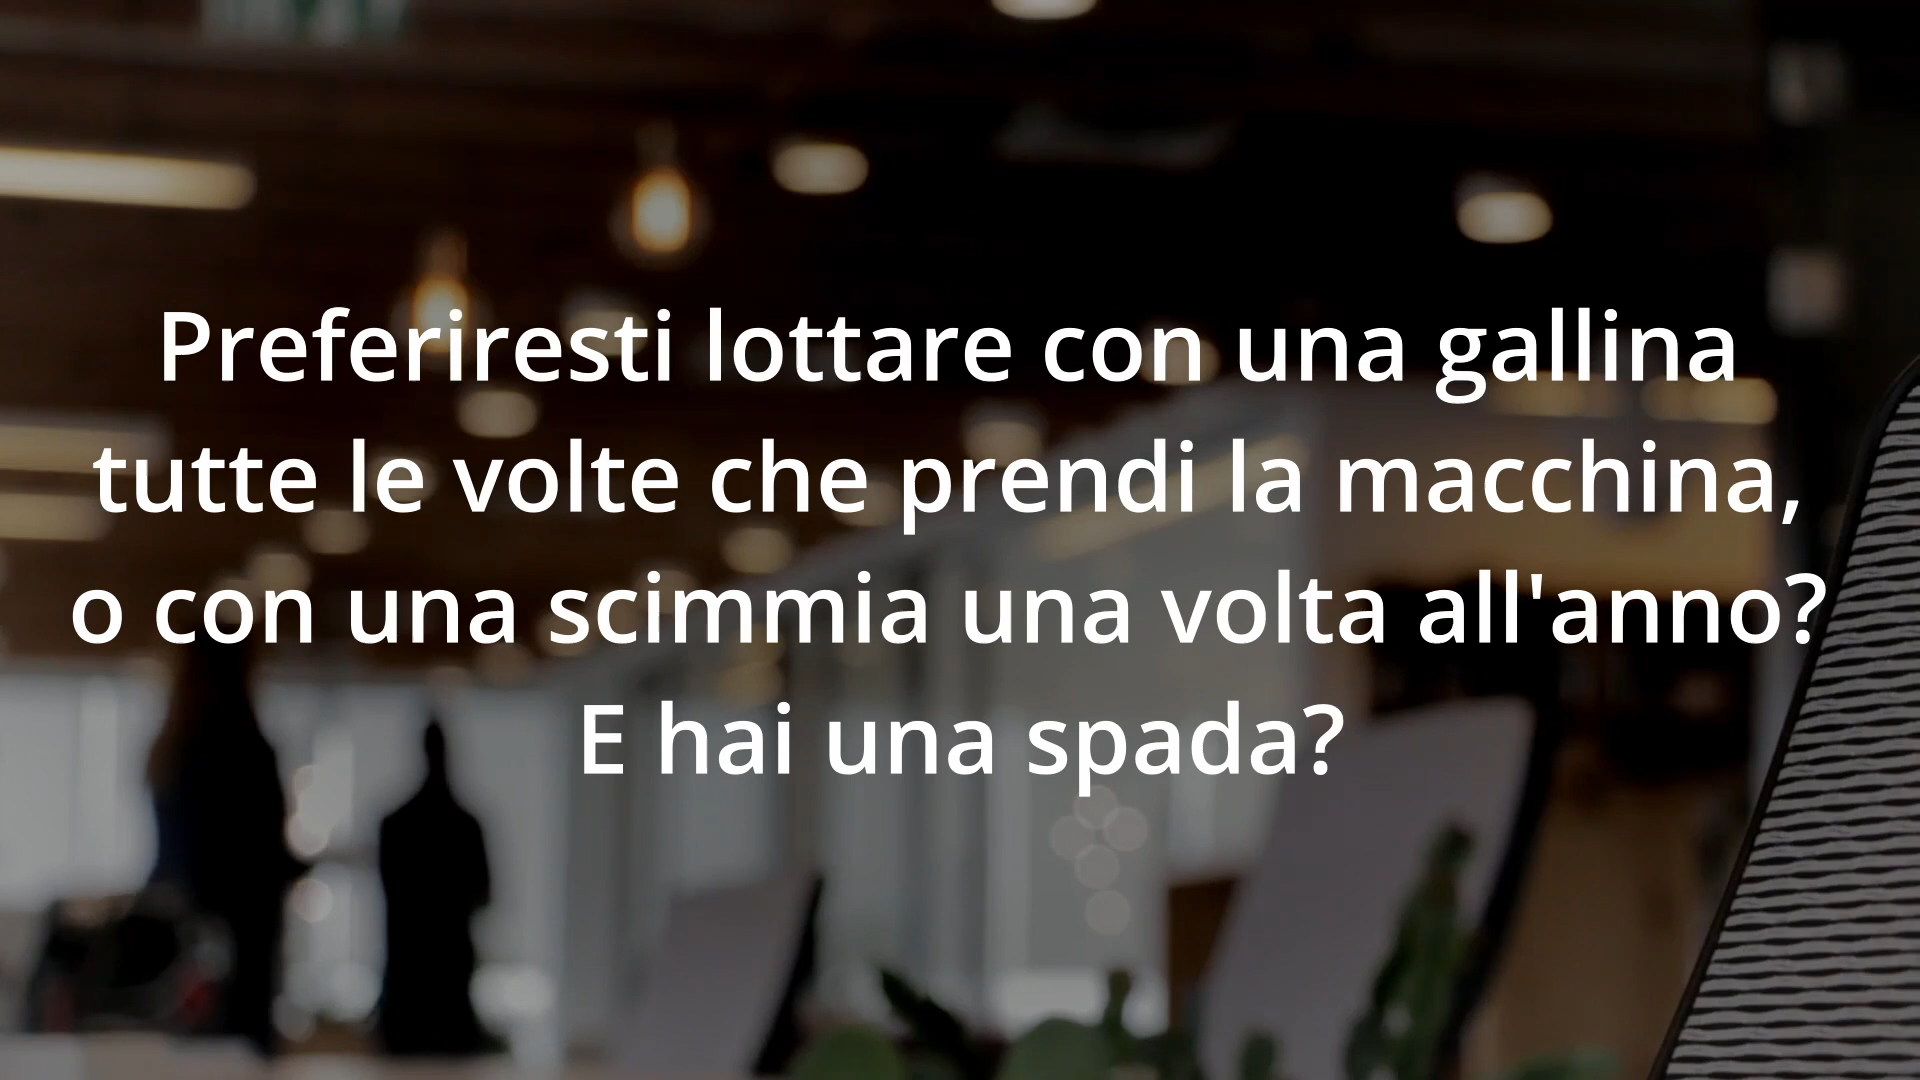 Preferiresti lottare con una gallina
tutte le volte che prendi la macchina,
o con una scimmia una volta all'anno?
E hai una spada?